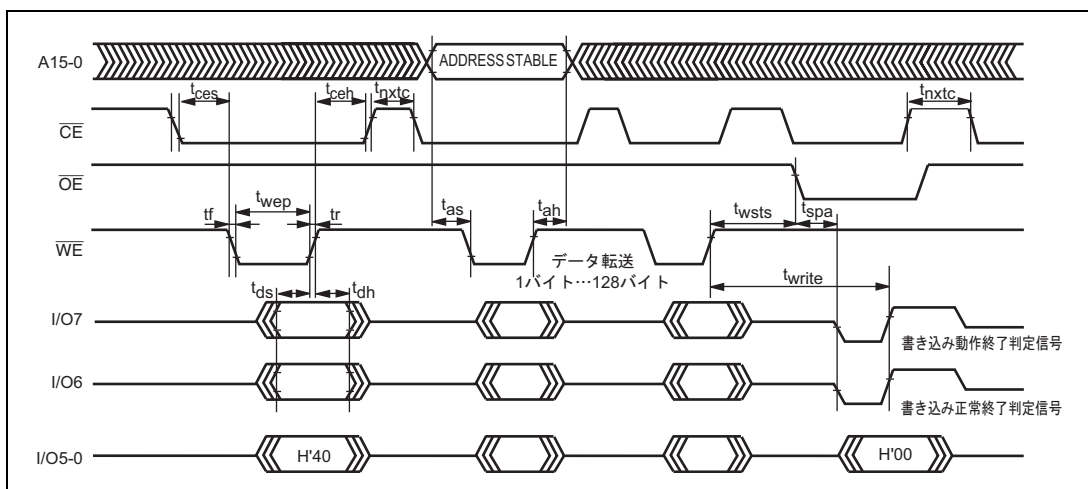 A15-0
ADDRESS STABLE
tces
tceh
tnxtc
tnxtc
CE
OE
twep
tf
tr
tas
tah
twsts
tspa
WE
データ転送
1バイト…128バイト
twrite
tds
tdh
I/O7
書き込み動作終了判定信号
I/O6
書き込み正常終了判定信号
I/O5-0
H'40
H'00